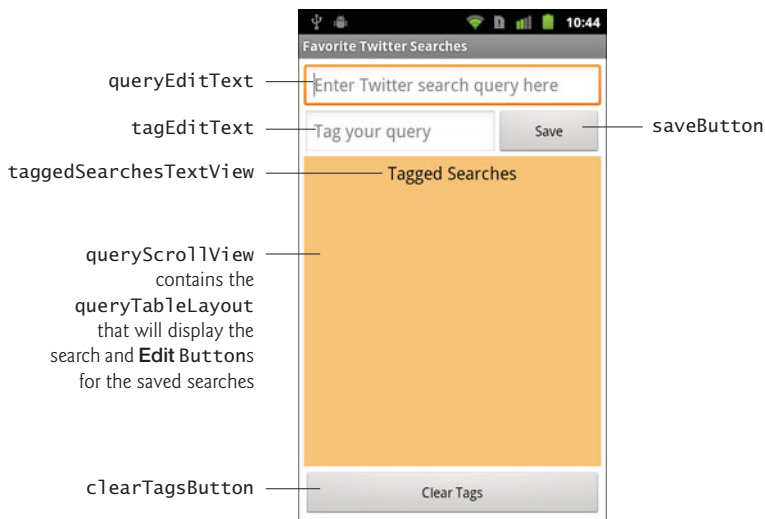 10:44
Favorite Twitter Searches
queryEditText
Enter Twitter search query here
tagEditText
Tag your query
Save
saveButton
taggedSearchesTextView
Tagged Searches
queryScrollView
contains the
queryTableLayout
that will display the
search and Edit Buttons
for the saved searches
clearTagsButton
Clear Tags